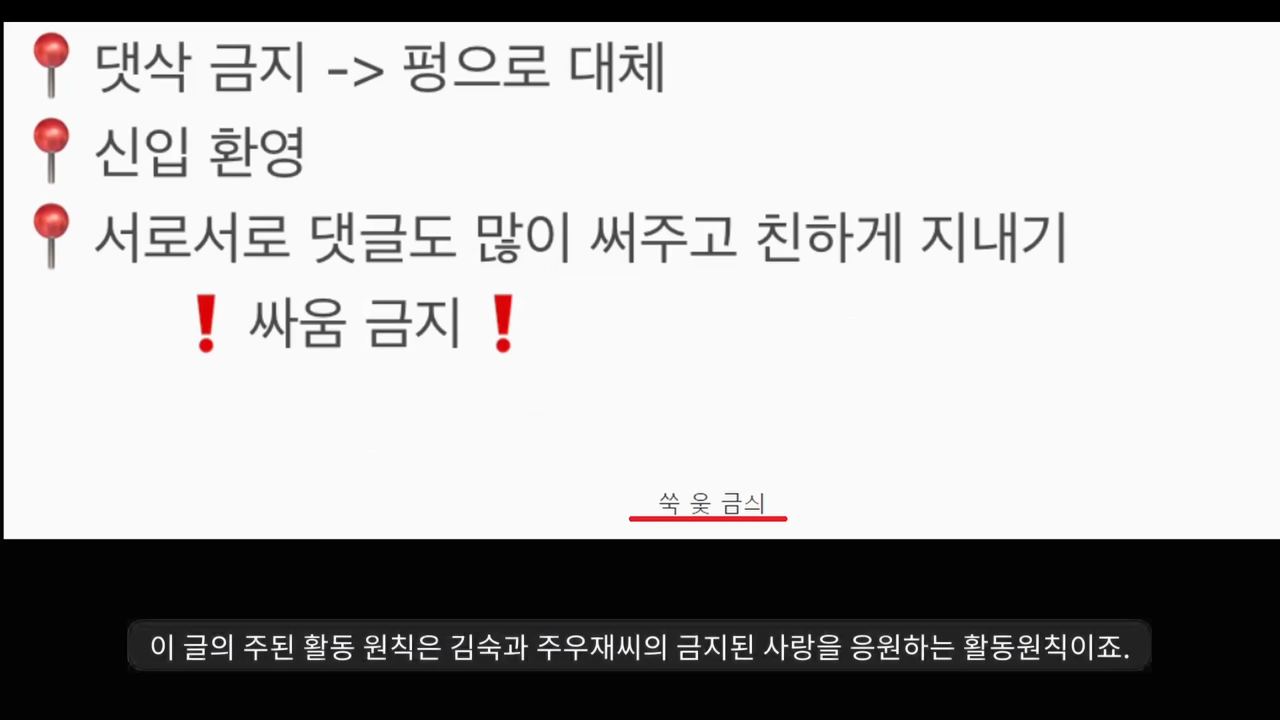 📍 댓삭 금지 -> 펑으로 대체
📍 신입 환영
📍 서로서로 댓글도 많이 써주고 친하게 지내기
❗ 싸움 금지 ❗
쑥 윷 금싀
이 글의 주된 활동 원칙은 김숙과 주우재씨의 금지된 사랑을 응원하는 활동원칙이죠.